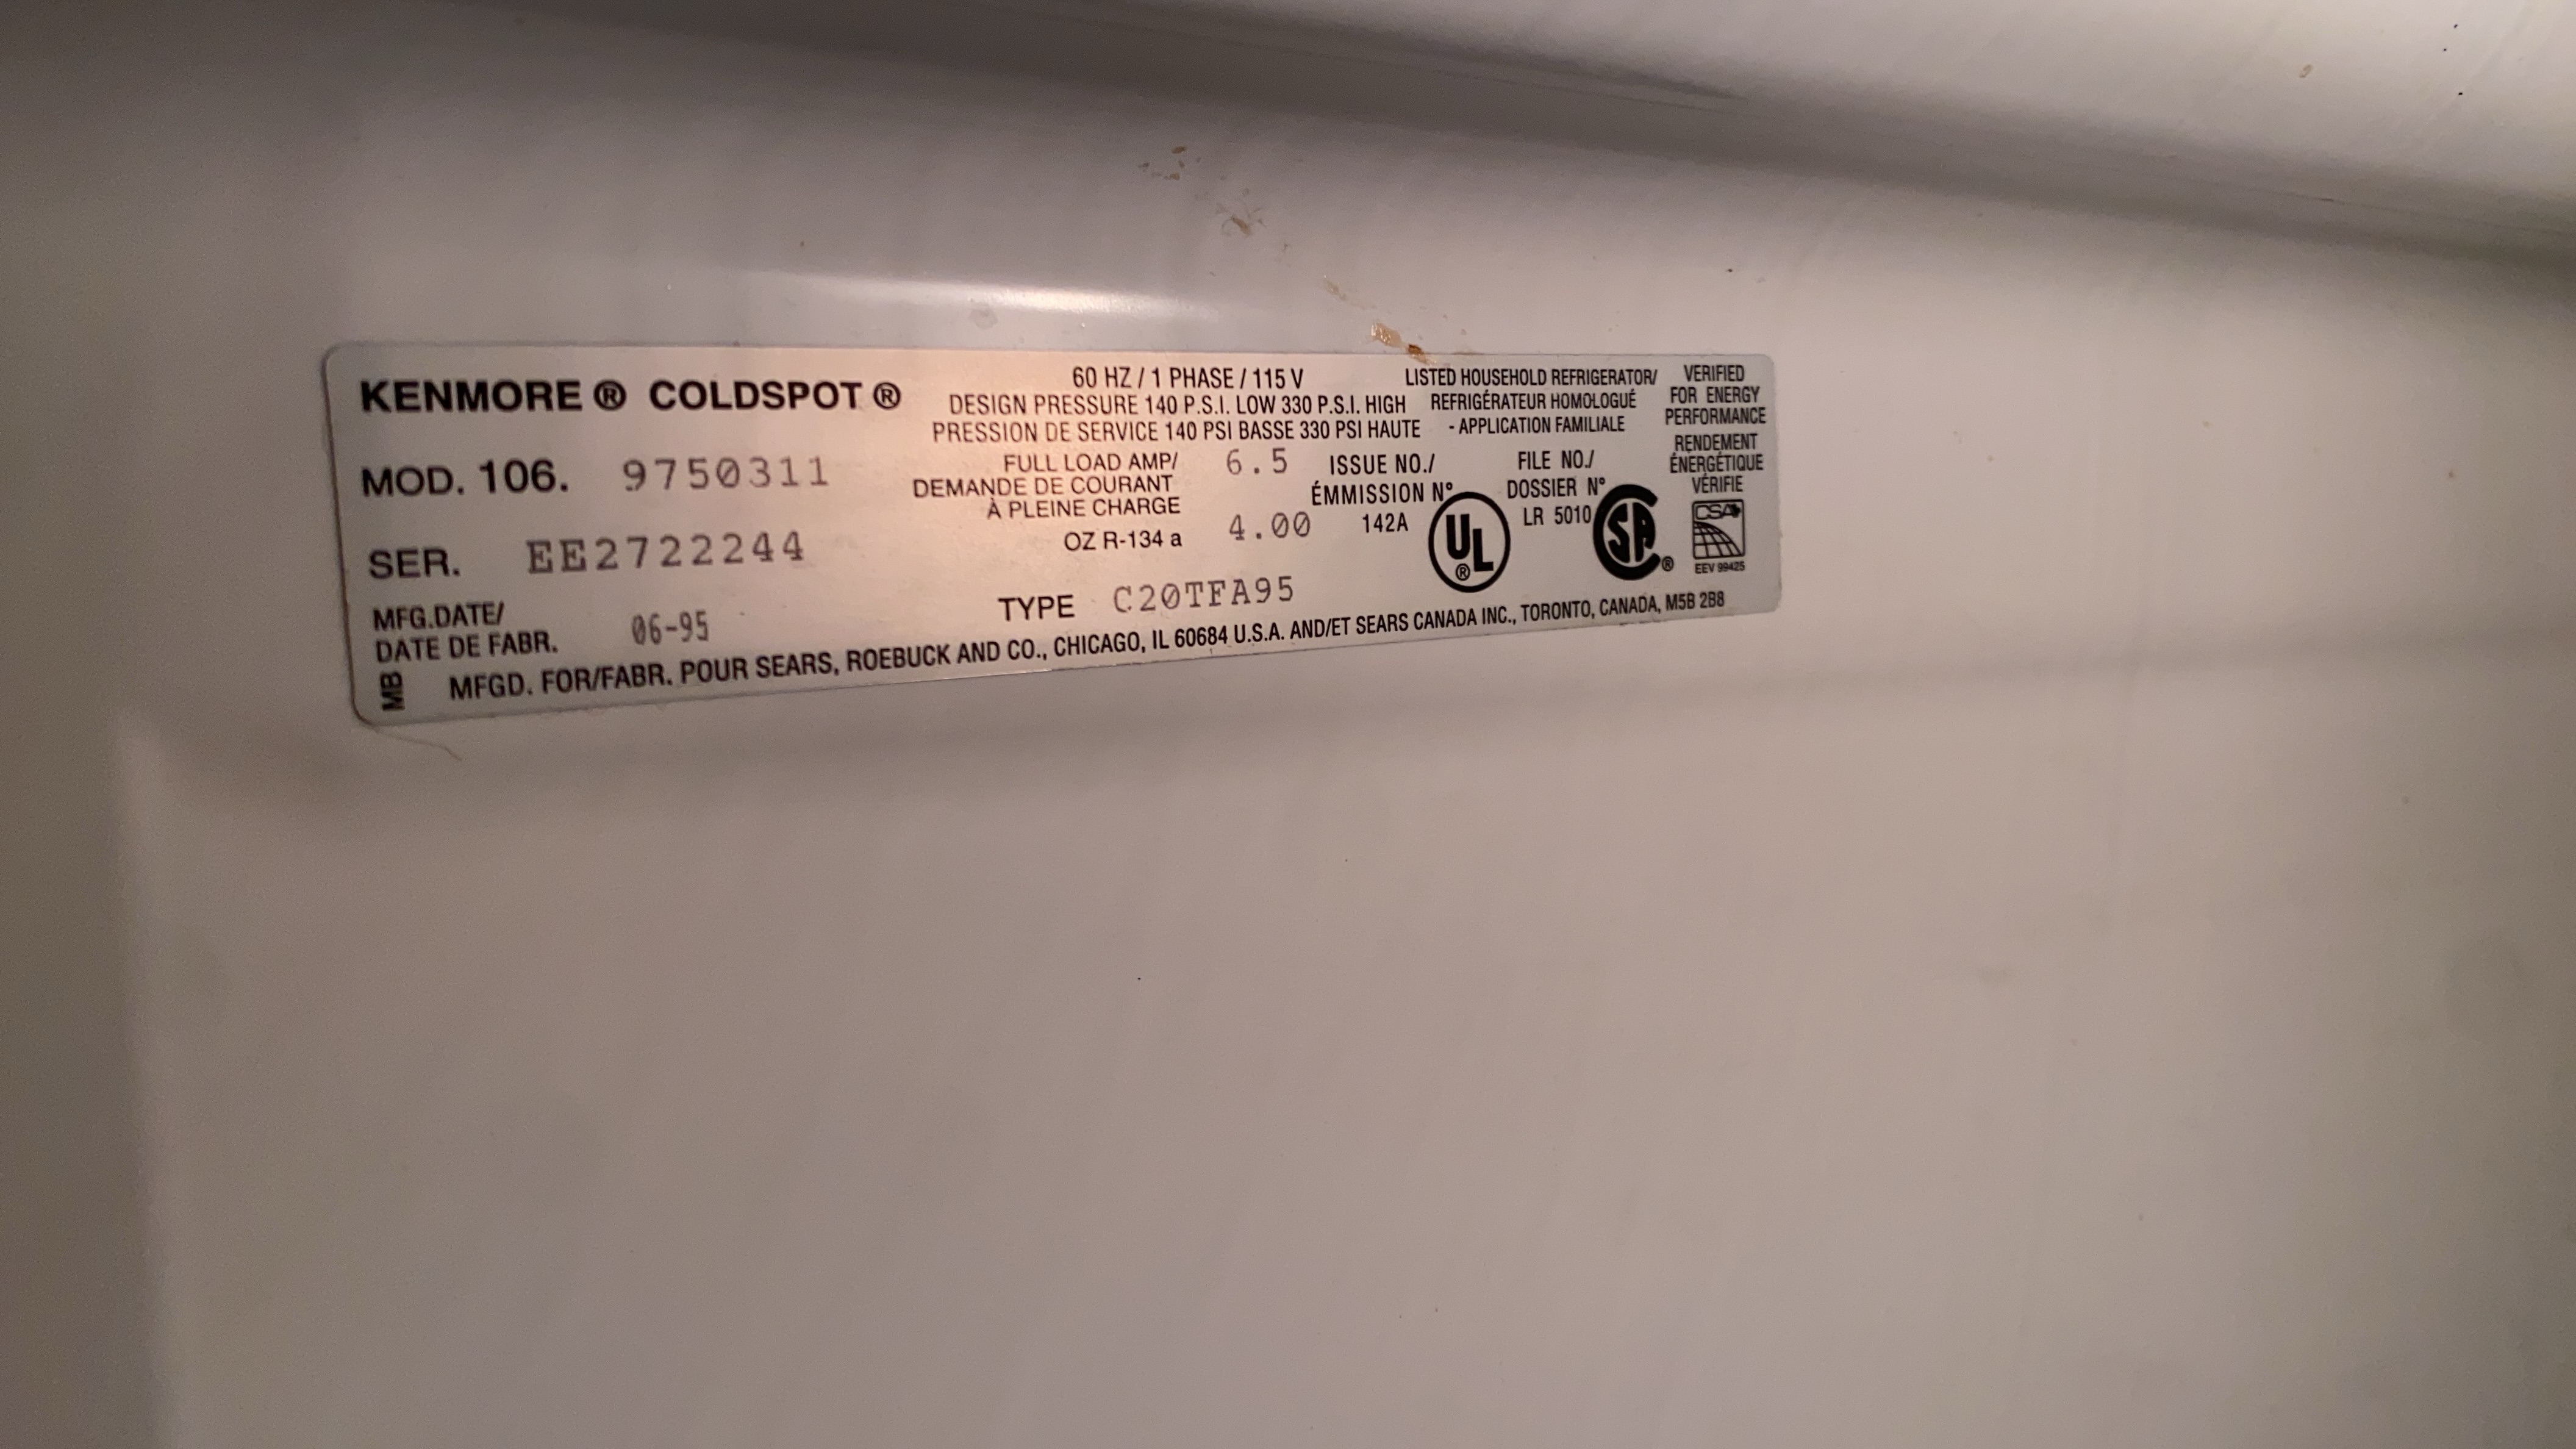 KENMORE ® COLDSPOT ®
MOD. 106. 9750311
SER. EE2722244
MFG.DATE/
DATE DE FABR. 06-95
60 HZ / 1 PHASE / 115 V
DESIGN PRESSURE 140 P.S.I. LOW 330 P.S.I. HIGH
PRESSION DE SERVICE 140 PSI BASSE 330 PSI HAUTE
FULL LOAD AMP/ 6.5
DEMANDE DE COURANT
À PLEINE CHARGE
OZ R-134 a 4.00
TYPE C20TFA95
LISTED HOUSEHOLD REFRIGERATOR/
REFRIGÉRATEUR HOMOLOGUÉ
- APPLICATION FAMILIALE
ISSUE NO./
ÉMMISSION N°
142A
UL ®
FILE NO./
DOSSIER N°
LR 5010
SA ®
VERIFIED
FOR ENERGY
PERFORMANCE
RENDEMENT
ÉNERGÉTIQUE
VÉRIFIE
CSA
EEV 99425
MB
MFGD. FOR/FABR. POUR SEARS, ROEBUCK AND CO., CHICAGO, IL 60684 U.S.A. AND/ET SEARS CANADA INC., TORONTO, CANADA, M5B 2B8